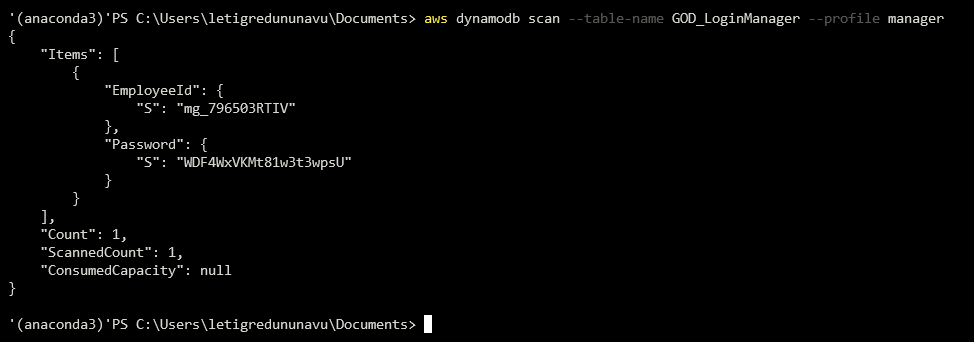 '(anaconda3)'PS C:\Users\letigredununavu\Documents> aws dynamodb scan --table-name GOD_LoginManager --profile manager
{
    "Items": [
        {
            "EmployeeId": {
                "S": "mg_796503RTIV"
            },
            "Password": {
                "S": "WDF4WxVKMt81w3t3wpsU"
            }
        }
    ],
    "Count": 1,
    "ScannedCount": 1,
    "ConsumedCapacity": null
}
'(anaconda3)'PS C:\Users\letigredununavu\Documents>